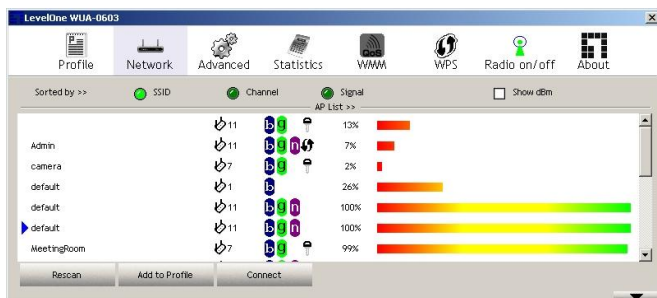 LevelOne WUA-0603
Profile Network Advanced Statistics QoS WMM WPS Radio on/off About
Sorted by >> SSID Channel Signal Show dBm
AP List >>
11 b g 13%
Admin 11 b g n 7%
camera 7 b g 2%
default 1 b 26%
default 11 b g n 100%
default 11 b g n 100%
MeetingRoom 7 b g 99%
Rescan Add to Profile Connect